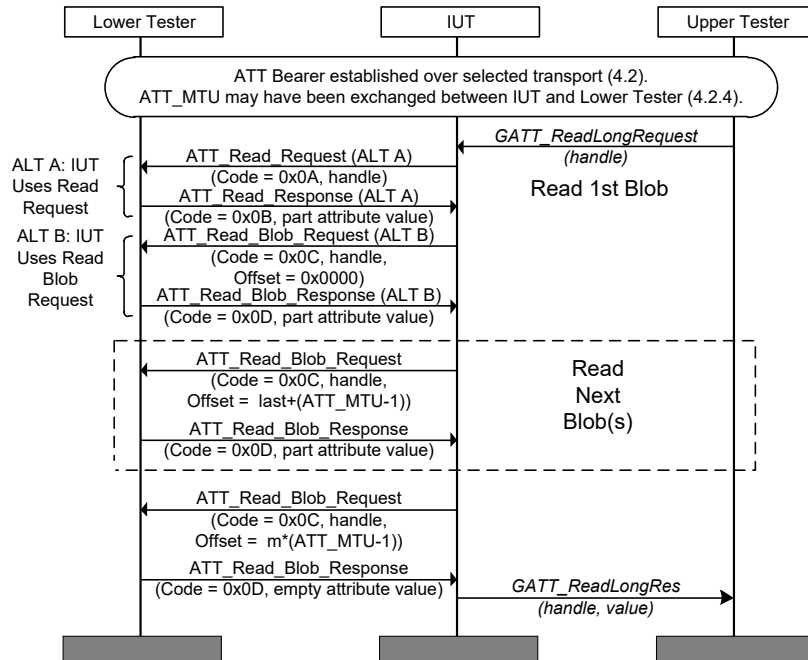 Lower Tester
IUT
Upper Tester
ATT Bearer established over selected transport (4.2).
ATT_MTU may have been exchanged between IUT and Lower Tester (4.2.4).
GATT_ReadLongRequest
(handle)
ALT A: IUT
Uses Read
Request
ATT_Read_Request (ALT A)
(Code = 0x0A, handle)
ATT_Read_Response (ALT A)
(Code = 0x0B, part attribute value)
Read 1st Blob
ALT B: IUT
Uses Read
Blob
Request
ATT_Read_Blob_Request (ALT B)
(Code = 0x0C, handle,
Offset = 0x0000)
ATT_Read_Blob_Response (ALT B)
(Code = 0x0D, part attribute value)
ATT_Read_Blob_Request
(Code = 0x0C, handle,
Offset = last+(ATT_MTU-1))
ATT_Read_Blob_Response
(Code = 0x0D, part attribute value)
Read
Next
Blob(s)
ATT_Read_Blob_Request
(Code = 0x0C, handle,
Offset = m*(ATT_MTU-1))
ATT_Read_Blob_Response
(Code = 0x0D, empty attribute value)
GATT_ReadLongRes
(handle, value)